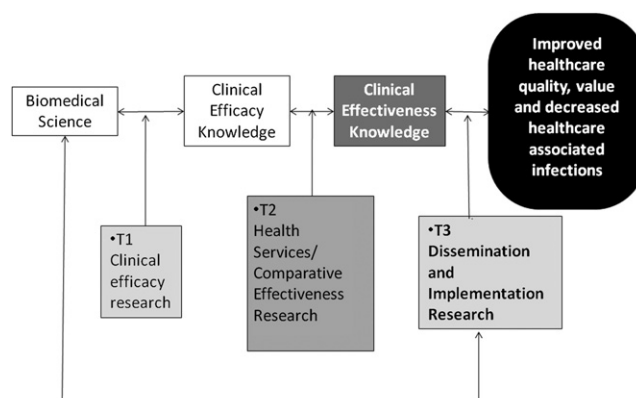 Biomedical
Science
Clinical
Efficacy
Knowledge
Clinical
Effectiveness
Knowledge
Improved
healthcare
quality, value
and decreased
healthcare
associated
infections
•T1
Clinical
efficacy
research
•T2
Health
Services/
Comparative
Effectiveness
Research
•T3
Dissemination
and
Implementation
Research